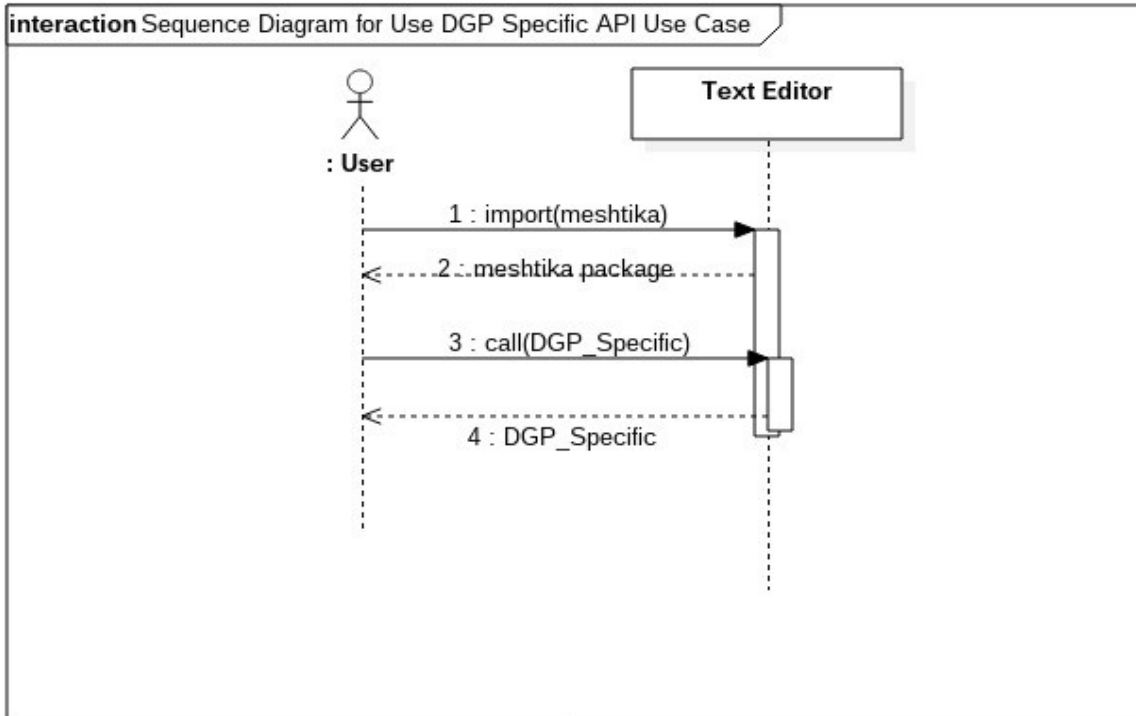 interaction Sequence Diagram for Use DGP Specific API Use Case
Text Editor
: User
1 : import(meshtika)
2 : meshtika package
3 : call(DGP_Specific)
4 : DGP_Specific